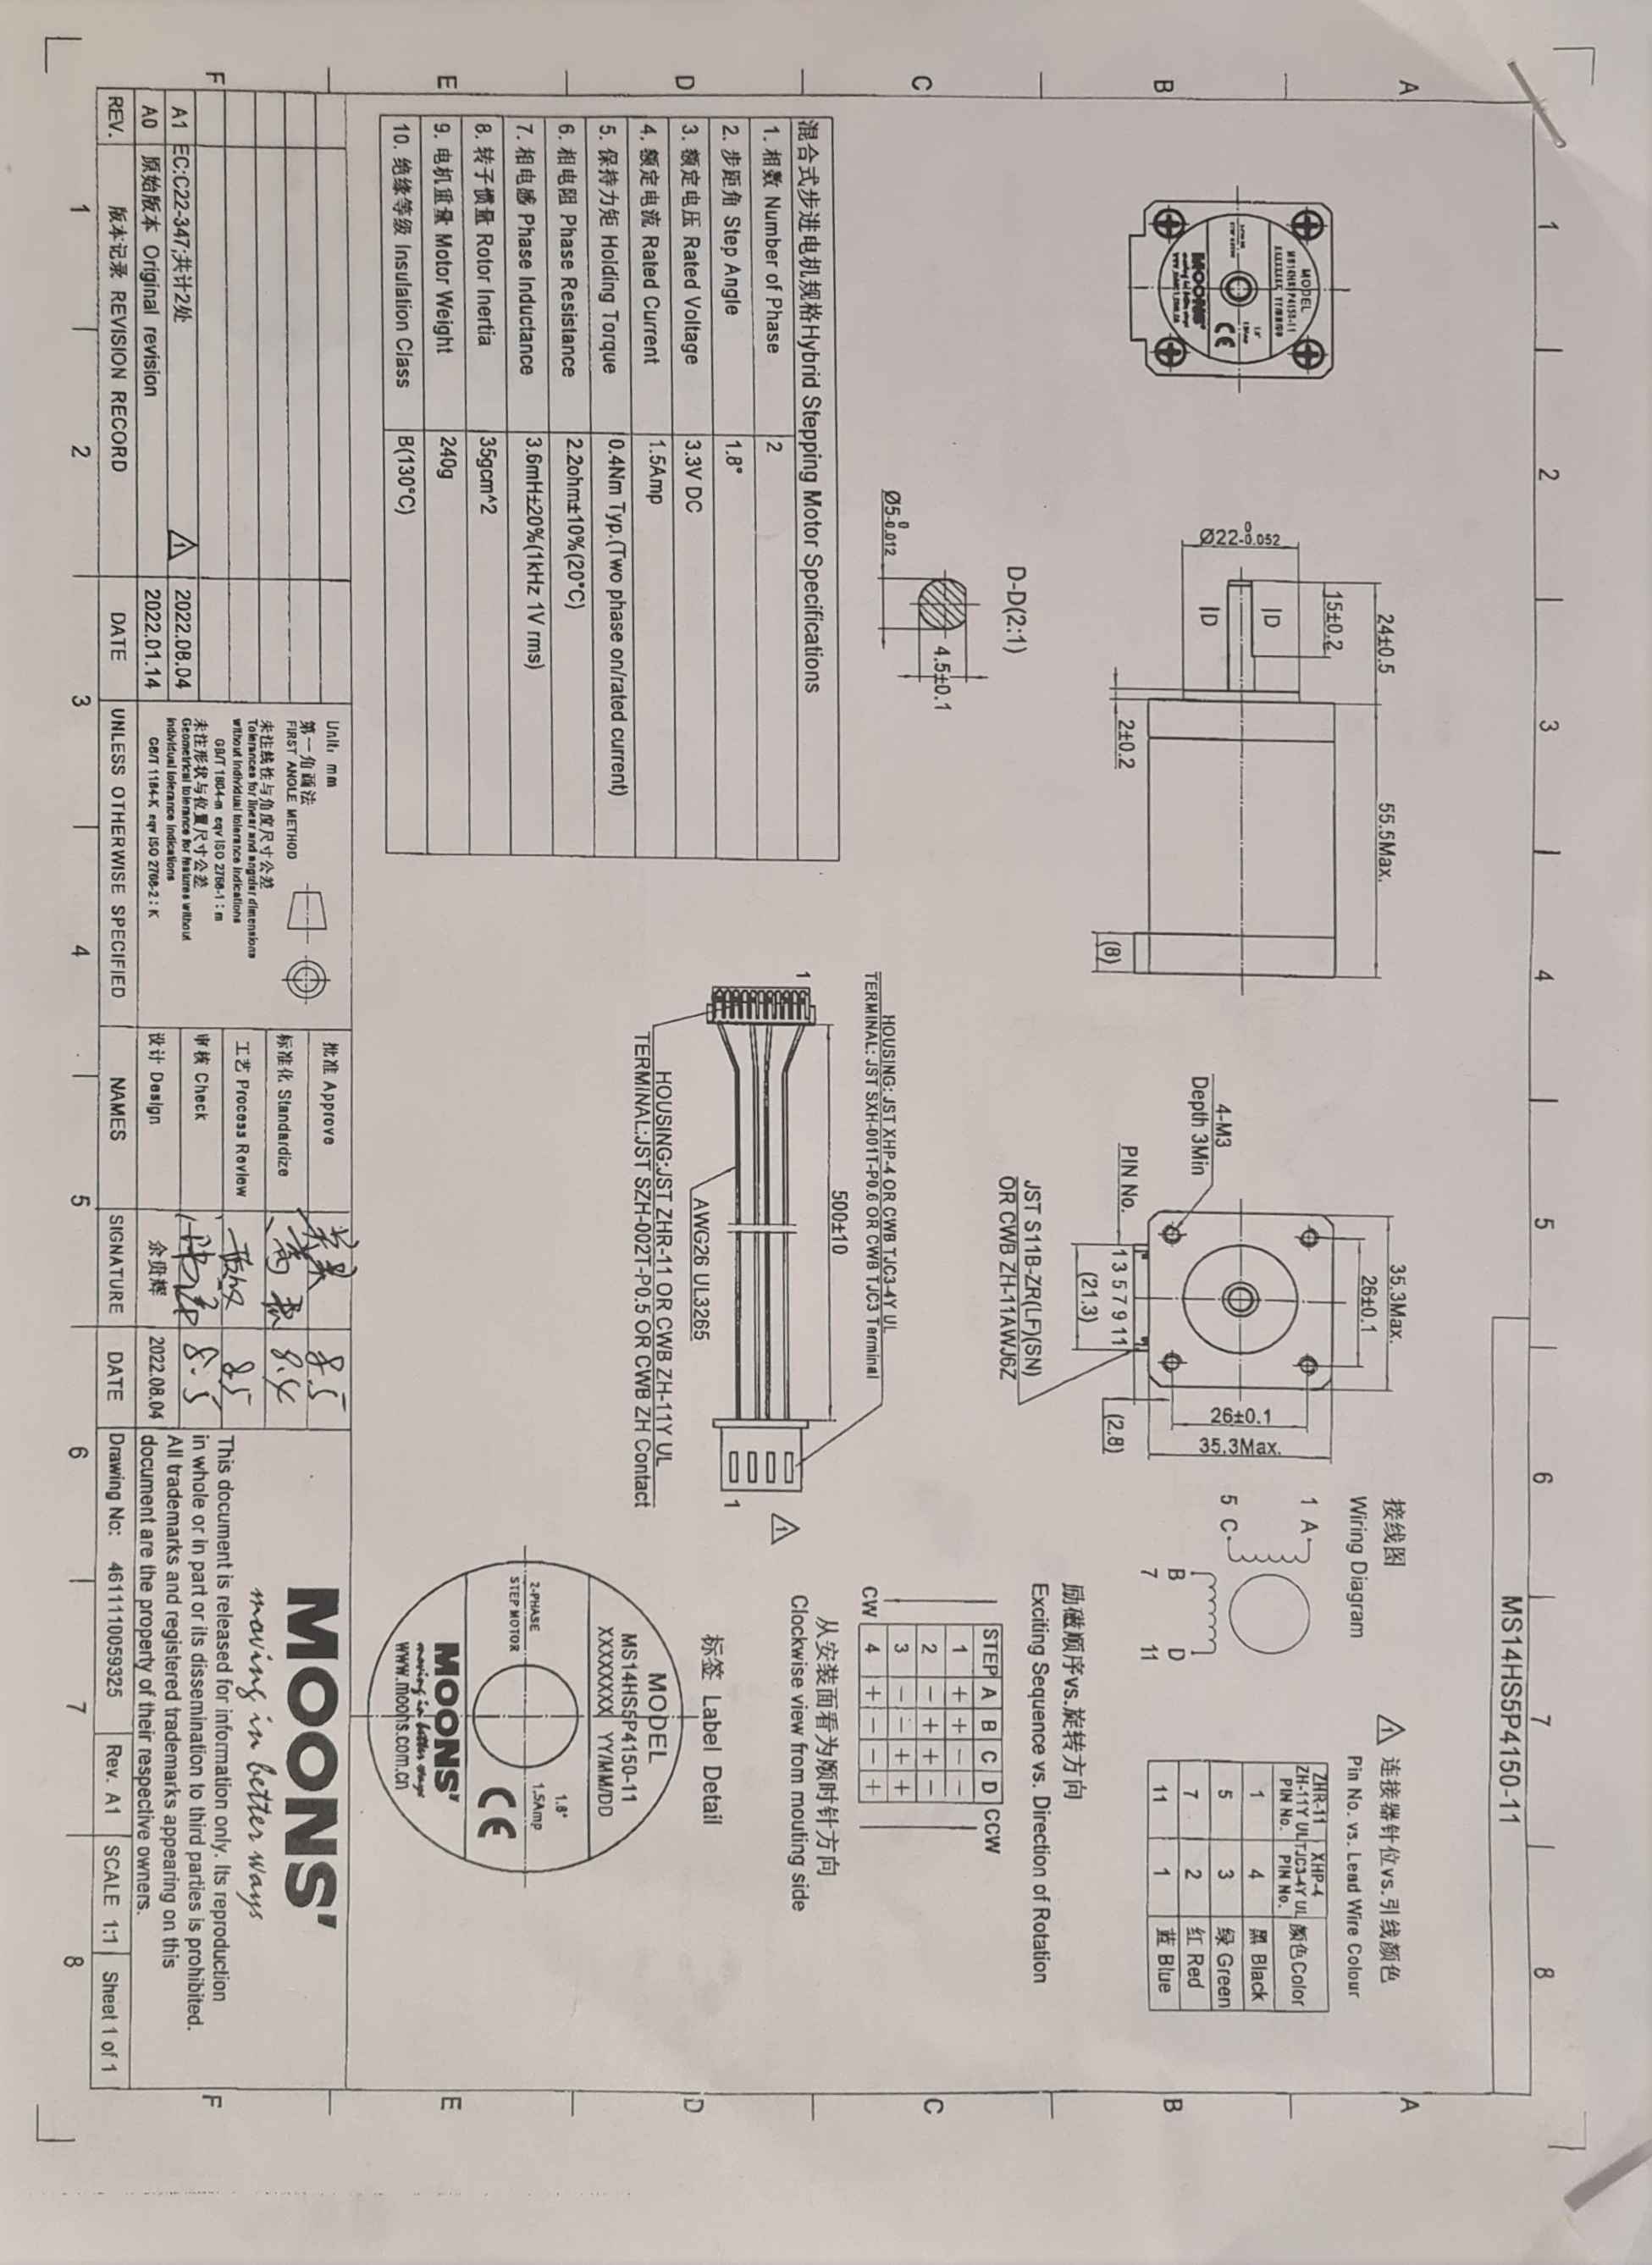 1 2 3 4 5 6 7 8
MS14HS5P4150-11
A
B
C
D
E
F
A
B
C
D
E
F
MODEL
XXXXXXXX YY/MM/DD
1.8°
CE
MOONS'
24±0.5
55.5Max.
15±0.2
Ø22 0 -0.052
D
D
2±0.2
(8)
35.3Max.
26±0.1
26±0.1
35.3Max.
4-M3
Depth 3Min
PIN No.
1 3 5 7 9 11
(21.3)
(2.8)
JST S11B-ZR(LF)(SN)
OR CWB ZH-11AWJ6Z
接线图
Wiring Diagram
1 A
5 C
B D
7 11
1 连接器针位vs.引线颜色
Pin No. vs. Lead Wire Colour
ZHR-11 XHP-4
ZH-11Y UL TJC3-4Y UL 颜色Color
PIN No. PIN No.
1 4 黑 Black
5 3 绿 Green
7 2 红 Red
11 1 蓝 Blue
励磁顺序vs.旋转方向
Exciting Sequence vs. Direction of Rotation
STEP A B C D CCW
1 + + − −
2 − + + −
3 − − + +
CW 4 + − − +
从安装面看为顺时针方向
Clockwise view from mouting side
D-D(2:1)
4.5±0.1
Ø5 0 -0.012
HOUSING: JST XHP-4 OR CWB TJC3-4Y UL
TERMINAL: JST SXH-001T-P0.6 OR CWB TJC3 Terminal
500±10
1
1
1
AWG26 UL3265
HOUSING:JST ZHR-11 OR CWB ZH-11Y UL
TERMINAL:JST SZH-002T-P0.5 OR CWB ZH Contact
标签 Label Detail
MODEL
MS14HS5P4150-11
XXXXXXXX YY/MM/DD
1.8°
2-PHASE 1.5Amp
STEP MOTOR
CE
MOONS'
moving in better ways
www.moons.com.cn
混合式步进电机规格Hybrid Stepping Motor Specifications
1. 相数 Number of Phase 2
2. 步距角 Step Angle 1.8°
3. 额定电压 Rated Voltage 3.3V DC
4. 额定电流 Rated Current 1.5Amp
5. 保持力矩 Holding Torque 0.4Nm Typ.(Two phase on/rated current)
6. 相电阻 Phase Resistance 2.2ohm±10%(20°C)
7. 相电感 Phase Inductance 3.6mH±20%(1kHz 1V rms)
8. 转子惯量 Rotor Inertia 35gcm^2
9. 电机重量 Motor Weight 240g
10. 绝缘等级 Insulation Class B(130°C)
A1 EC:C22-347;共计2处 1 2022.08.04
A0 原始版本 Original revision 2022.01.14
REV. 版本记录 REVISION RECORD DATE
Unit: mm
第一角画法
FIRST ANGLE METHOD
未注线性与角度尺寸公差
Tolerances for linear and angular dimensions
without individual tolerance indications
GB/T 1804-m eqv ISO 2768-1 : m
未注形状与位置尺寸公差
Geometrical tolerance for features without
individual tolerance indications
GB/T 1184-K eqv ISO 2768-2 : K
UNLESS OTHERWISE SPECIFIED
批准 Approve 8.5
标准化 Standardize 8.4
工艺 Process Review 8.5
审核 Check 8.5
设计 Design 余贵辉 2022.08.04
NAMES SIGNATURE DATE
MOONS'
moving in better ways
This document is released for information only. Its reproduction
in whole or in part or its dissemination to third parties is prohibited.
All trademarks and registered trademarks appearing on this
document are the property of their respective owners.
Drawing No: 4611110059325 Rev. A1 SCALE 1:1 Sheet 1 of 1
1 2 3 4 5 6 7 8